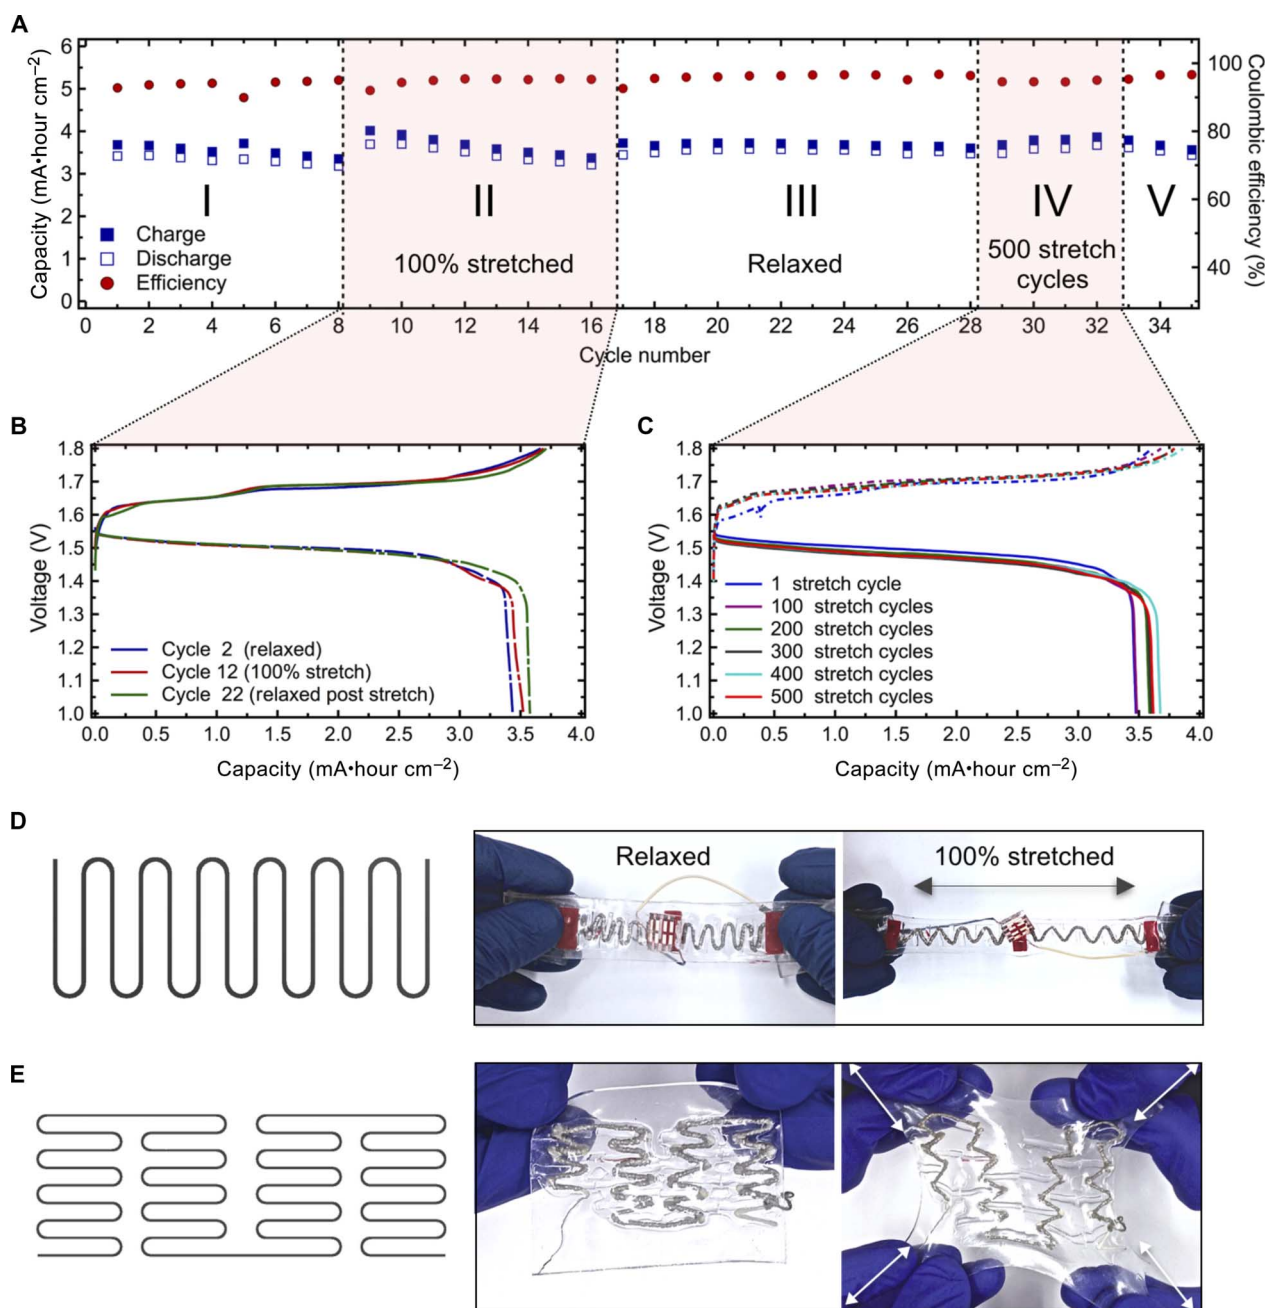 A
Capacity (mA•hour cm–2)
6
5
4
3
2
1
0
100
80
60
40
Coulombic efficiency (%)
I
II
III
IV
V
Charge
Discharge
Efficiency
100% stretched
Relaxed
500 stretch
cycles
0 2 4 6 8 10 12 14 16 18 20 22 24 26 28 30 32 34
Cycle number
B
Voltage (V)
1.8
1.7
1.6
1.5
1.4
1.3
1.2
1.1
1.0
Cycle 2 (relaxed)
Cycle 12 (100% stretch)
Cycle 22 (relaxed post stretch)
0.0 0.5 1.0 1.5 2.0 2.5 3.0 3.5 4.0
Capacity (mA•hour cm–2)
C
Voltage (V)
1.8
1.7
1.6
1.5
1.4
1.3
1.2
1.1
1.0
1 stretch cycle
100 stretch cycles
200 stretch cycles
300 stretch cycles
400 stretch cycles
500 stretch cycles
0.0 0.5 1.0 1.5 2.0 2.5 3.0 3.5 4.0
Capacity (mA•hour cm–2)
D
Relaxed
100% stretched
E